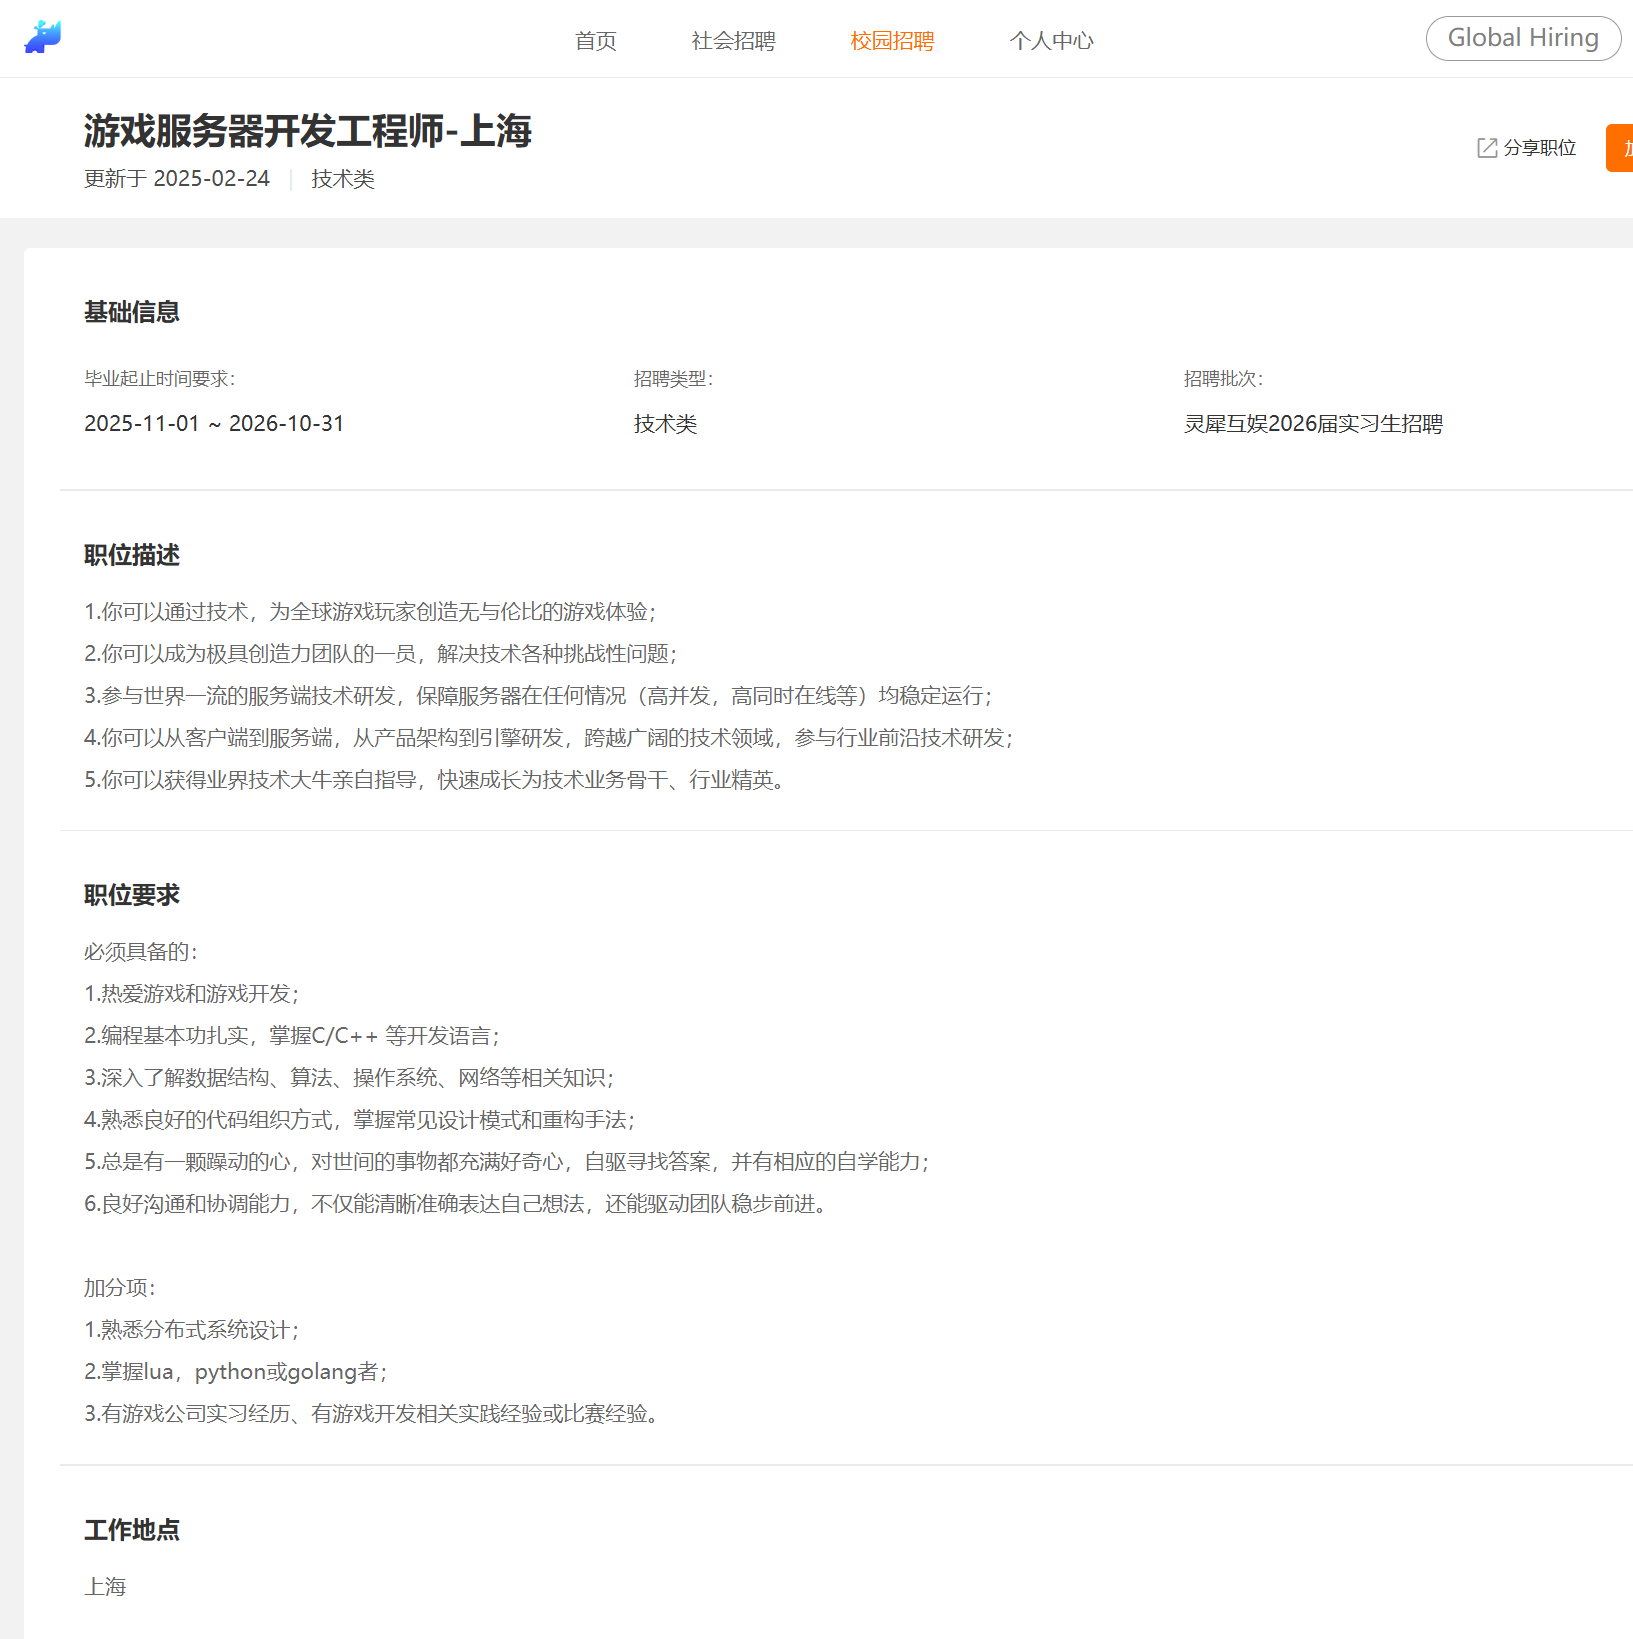 首页 社会招聘 校园招聘 个人中心 Global Hiring
游戏服务器开发工程师-上海
更新于 2025-02-24 技术类
分享职位
基础信息
毕业起止时间要求： 招聘类型： 招聘批次：
2025-11-01 ~ 2026-10-31 技术类 灵犀互娱2026届实习生招聘
职位描述
1.你可以通过技术，为全球游戏玩家创造无与伦比的游戏体验；
2.你可以成为极具创造力团队的一员，解决技术各种挑战性问题；
3.参与世界一流的服务端技术研发，保障服务器在任何情况（高并发，高同时在线等）均稳定运行；
4.你可以从客户端到服务端，从产品架构到引擎研发，跨越广阔的技术领域，参与行业前沿技术研发；
5.你可以获得业界技术大牛亲自指导，快速成长为技术业务骨干、行业精英。
职位要求
必须具备的：
1.热爱游戏和游戏开发；
2.编程基本功扎实，掌握C/C++ 等开发语言；
3.深入了解数据结构、算法、操作系统、网络等相关知识；
4.熟悉良好的代码组织方式，掌握常见设计模式和重构手法；
5.总是有一颗躁动的心，对世间的事物都充满好奇心，自驱寻找答案，并有相应的自学能力；
6.良好沟通和协调能力，不仅能清晰准确表达自己想法，还能驱动团队稳步前进。
加分项：
1.熟悉分布式系统设计；
2.掌握lua，python或golang者；
3.有游戏公司实习经历、有游戏开发相关实践经验或比赛经验。
工作地点
上海